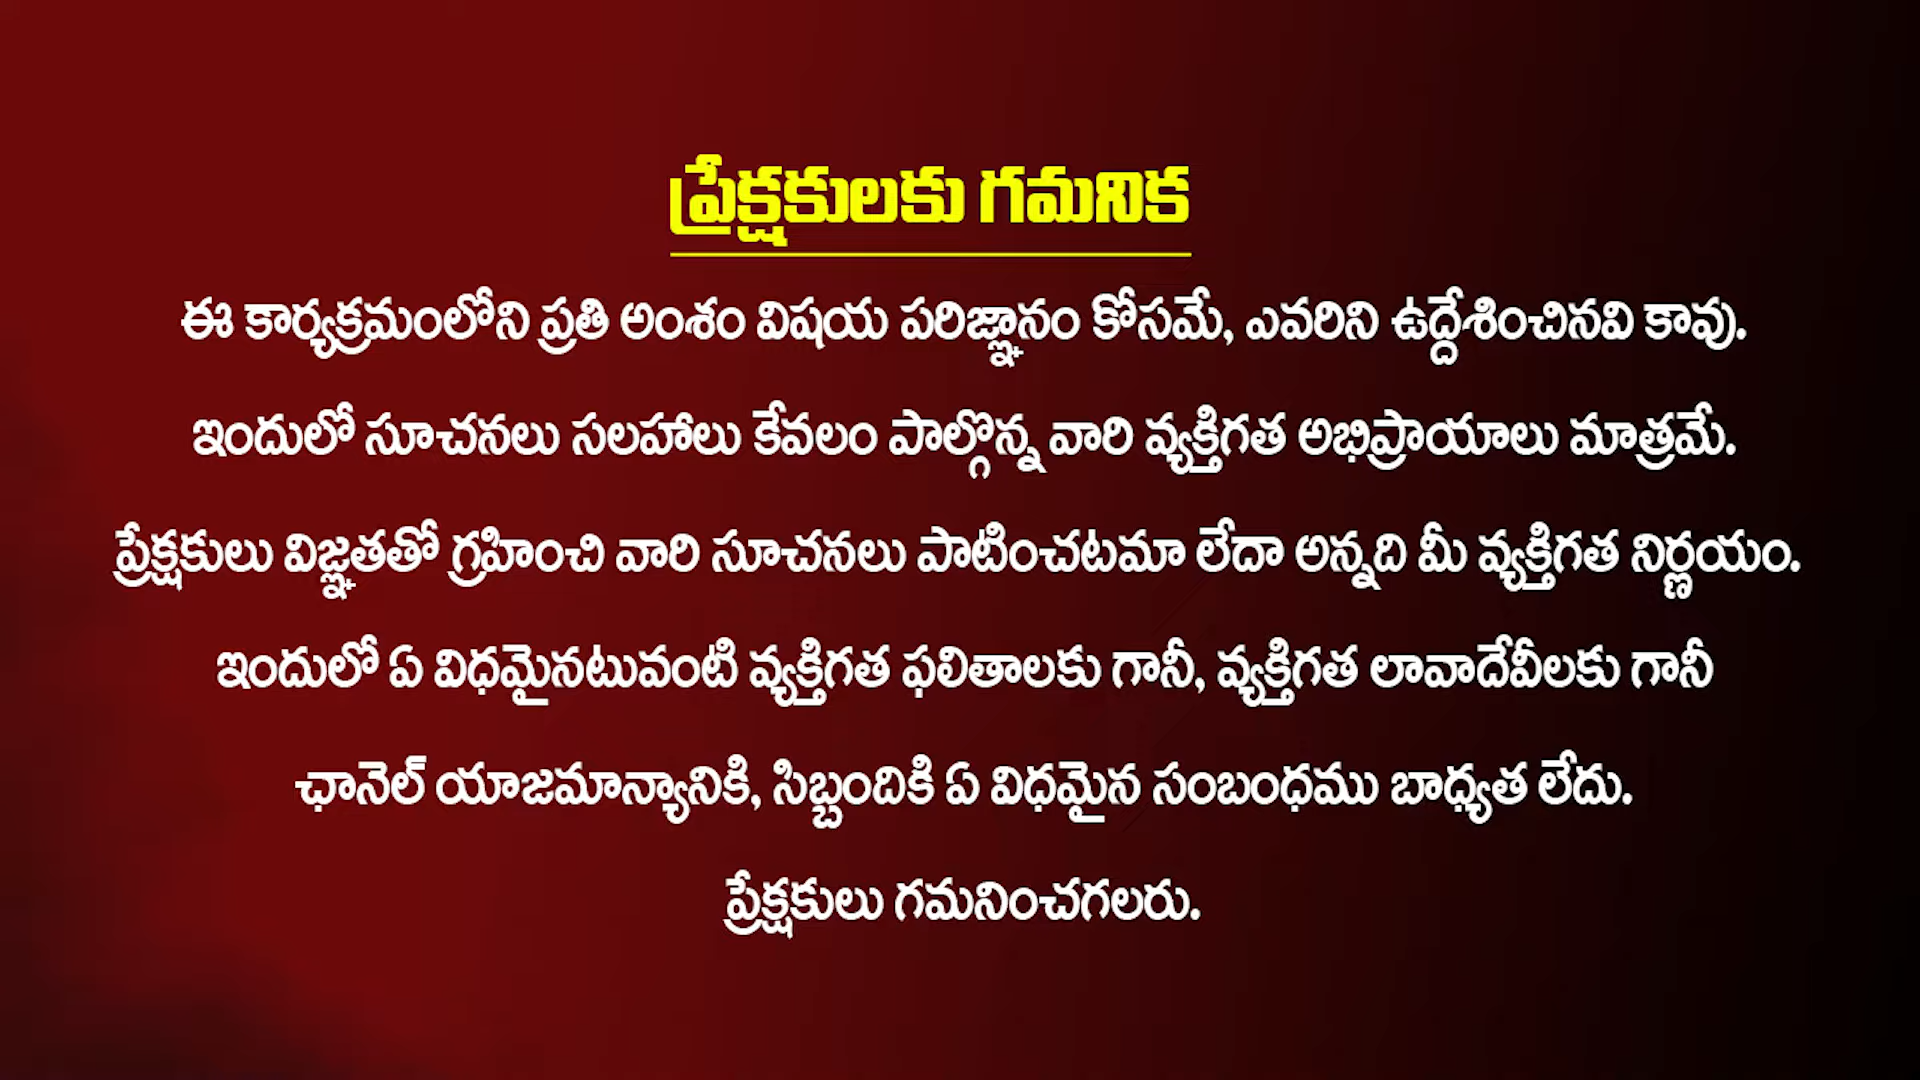 ప్రేక్షకులకు గమనిక
ఈ కార్యక్రమంలోని ప్రతి అంశం విషయ పరిజ్ఞానం కోసమే, ఎవరిని ఉద్దేశించినవి కావు.
ఇందులో సూచనలు సలహాలు కేవలం పాల్గొన్న వారి వ్యక్తిగత అభిప్రాయాలు మాత్రమే.
ప్రేక్షకులు విజ్ఞతతో గ్రహించి వారి సూచనలు పాటించటమా లేదా అన్నది మీ వ్యక్తిగత నిర్ణయం.
ఇందులో ఏ విధమైనటువంటి వ్యక్తిగత ఫలితాలకు గానీ, వ్యక్తిగత లావాదేవీలకు గానీ
ఛానెల్ యాజమాన్యానికి, సిబ్బందికి ఏ విధమైన సంబంధము బాధ్యత లేదు.
ప్రేక్షకులు గమనించగలరు.